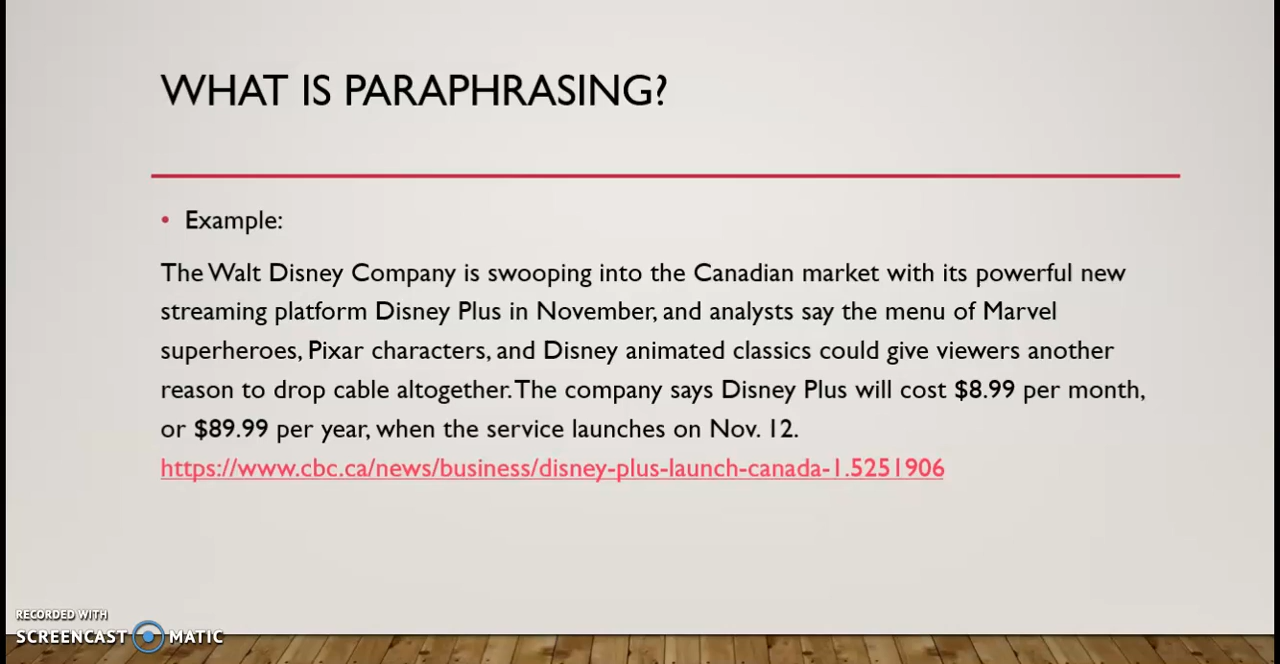 WHAT IS PARAPHRASING?
• Example:
The Walt Disney Company is swooping into the Canadian market with its powerful new
streaming platform Disney Plus in November, and analysts say the menu of Marvel
superheroes, Pixar characters, and Disney animated classics could give viewers another
reason to drop cable altogether. The company says Disney Plus will cost $8.99 per month,
or $89.99 per year, when the service launches on Nov. 12.
https://www.cbc.ca/news/business/disney-plus-launch-canada-1.5251906
RECORDED WITH
SCREENCAST MATIC